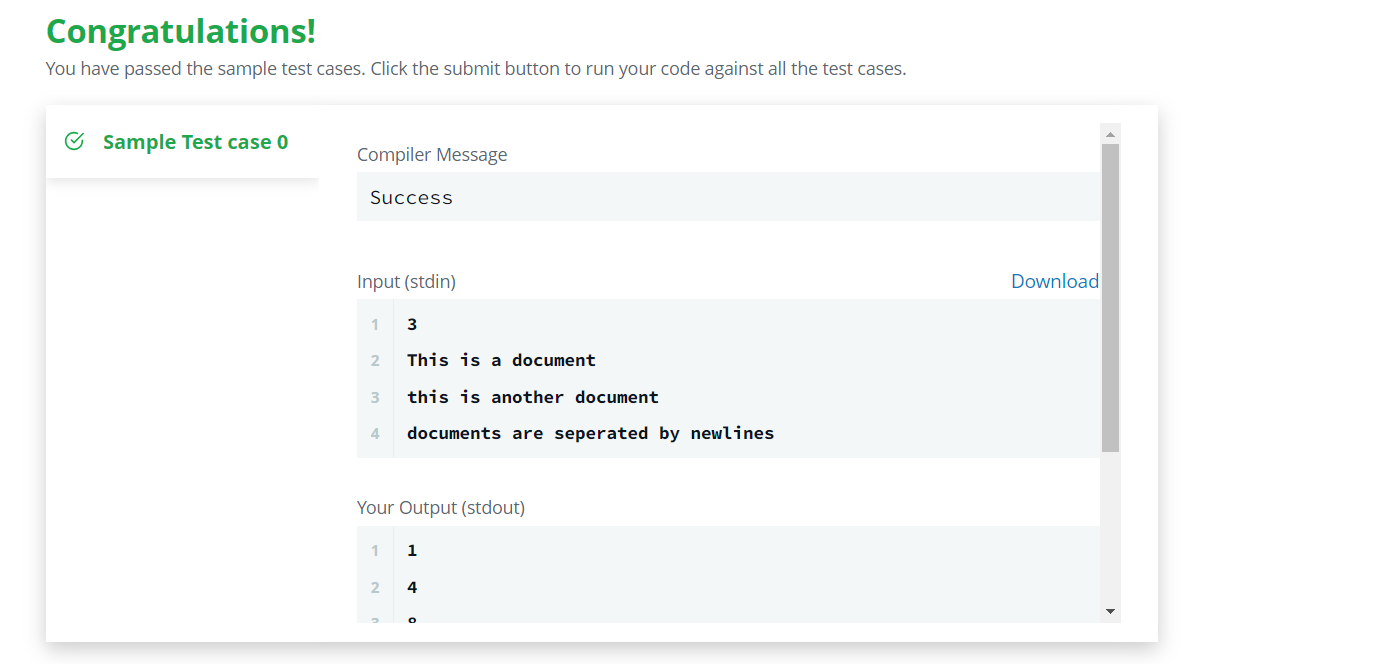 Congratulations!
You have passed the sample test cases. Click the submit button to run your code against all the test cases.
Sample Test case 0
Compiler Message
Success
Input (stdin)
Download
1 3
2 This is a document
3 this is another document
4 documents are seperated by newlines
Your Output (stdout)
1 1
2 4